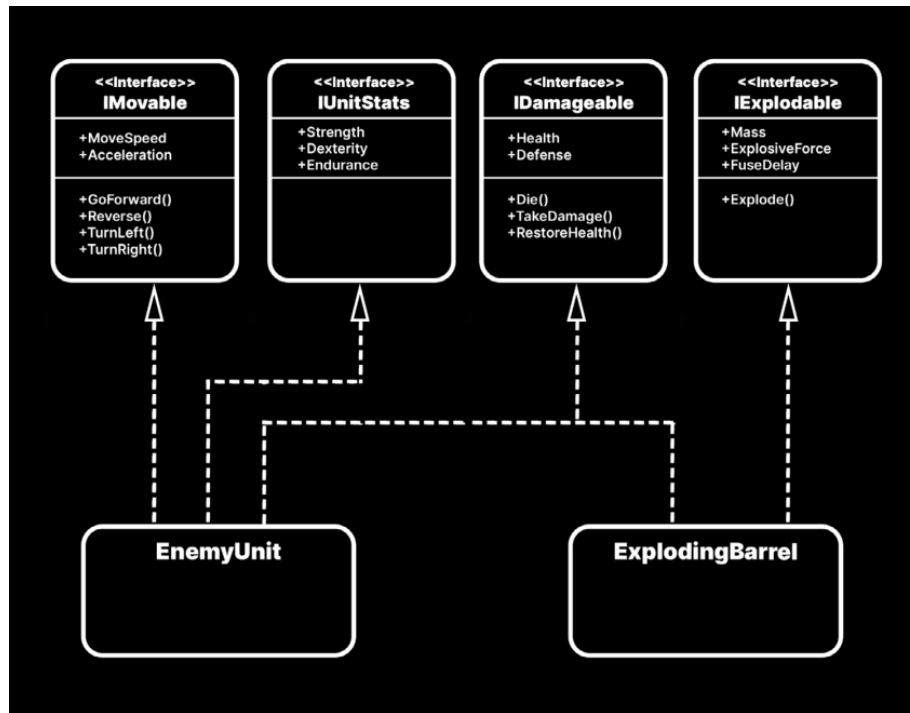 <<Interface>>
IMovable
+MoveSpeed
+Acceleration
+GoForward()
+Reverse()
+TurnLeft()
+TurnRight()
<<Interface>>
IUnitStats
+Strength
+Dexterity
+Endurance
<<Interface>>
IDamageable
+Health
+Defense
+Die()
+TakeDamage()
+RestoreHealth()
<<Interface>>
IExplodable
+Mass
+ExplosiveForce
+FuseDelay
+Explode()
EnemyUnit
ExplodingBarrel